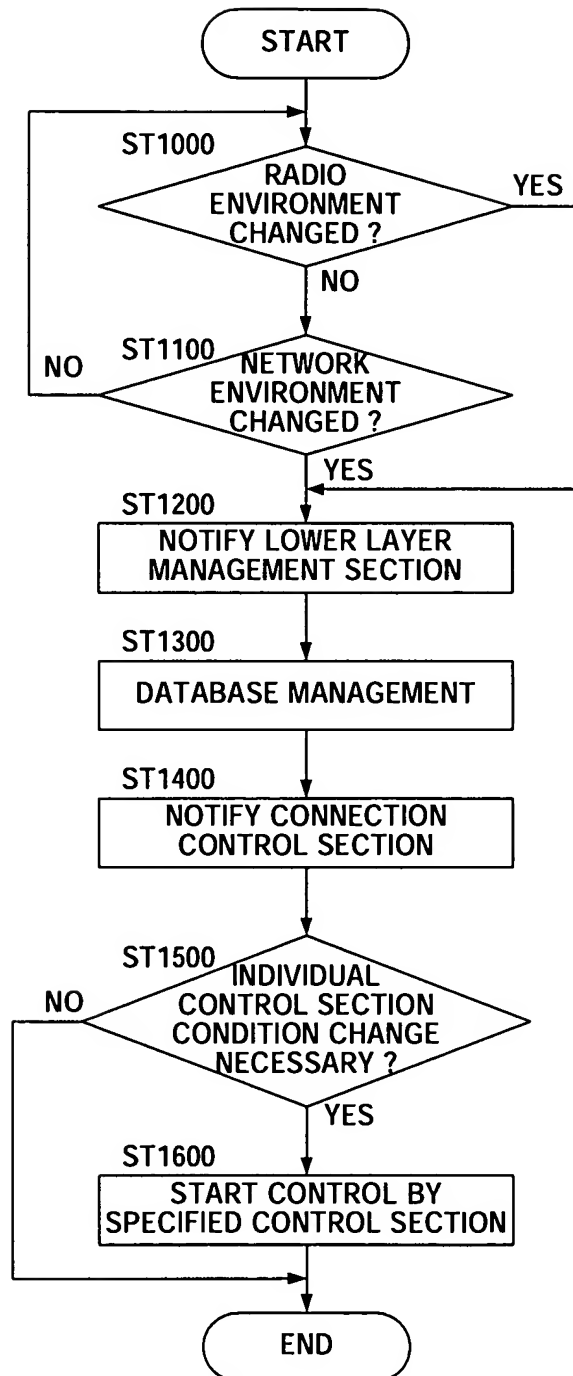 START
ST1000
RADIO
ENVIRONMENT
CHANGED ?
YES
NO
ST1100
NO
NETWORK
ENVIRONMENT
CHANGED ?
YES
ST1200
NOTIFY LOWER LAYER
MANAGEMENT SECTION
ST1300
DATABASE MANAGEMENT
ST1400
NOTIFY CONNECTION
CONTROL SECTION
ST1500
NO
INDIVIDUAL
CONTROL SECTION
CONDITION CHANGE
NECESSARY ?
YES
ST1600
START CONTROL BY
SPECIFIED CONTROL SECTION
END